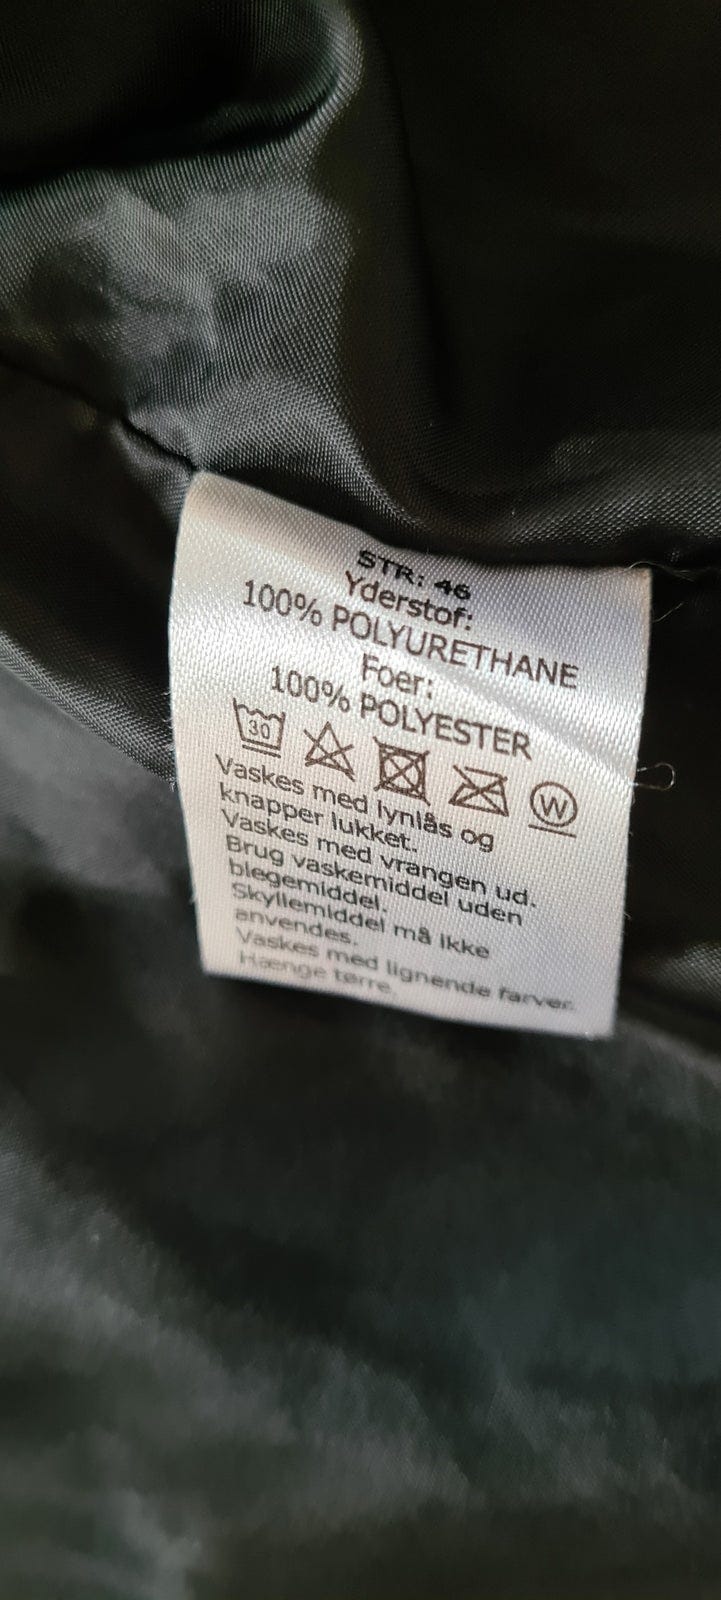 STR: 46
Yderstof:
100% POLYURETHANE
Foer:
100% POLYESTER
30 W
Vaskes med lynlås og
knapper lukket.
Vaskes med vrangen ud.
Brug vaskemiddel uden
blegemiddel.
Skyllemiddel må ikke
anvendes.
Vaskes med lignende farver.
Hænge tørre.